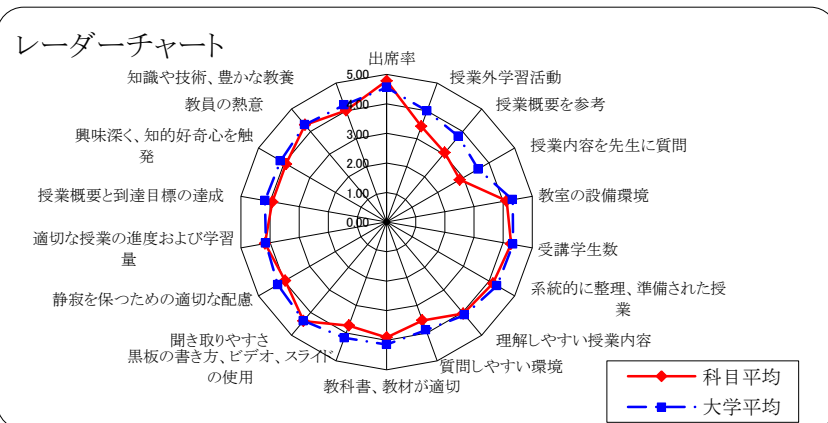 レーダーチャート
出席率
授業外学習活動
授業概要を参考
授業内容を先生に質問
教室の設備環境
受講学生数
系統的に整理、準備された授
業
理解しやすい授業内容
質問しやすい環境
教科書、教材が適切
黒板の書き方、ビデオ、スライド
の使用
聞き取りやすさ
静寂を保つための適切な配慮
適切な授業の進度および学習
量
授業概要と到達目標の達成
興味深く、知的好奇心を触
発
教員の熱意
知識や技術、豊かな教養
5.00
4.00
3.00
2.00
1.00
0.00
科目平均
大学平均